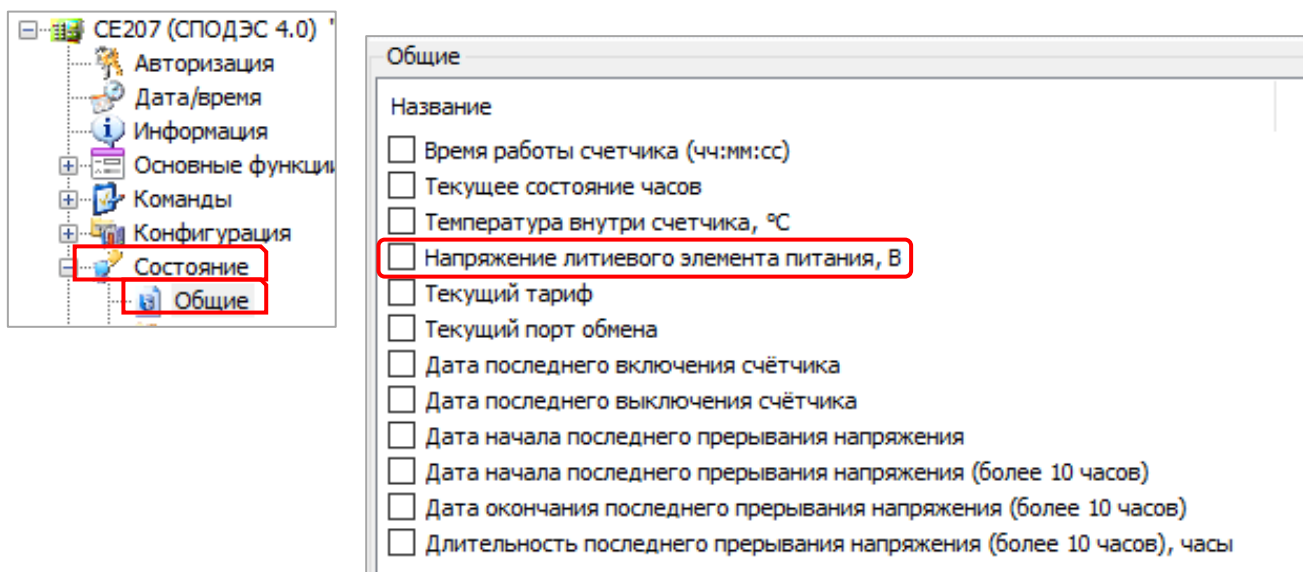 CE207 (СПОДЭС 4.0) "
Авторизация
Дата/время
Информация
Основные функции
Команды
Конфигурация
Состояние
Общие
Общие
Название
Время работы счетчика (чч:мм:сс)
Текущее состояние часов
Температура внутри счетчика, °C
Напряжение литиевого элемента питания, В
Текущий тариф
Текущий порт обмена
Дата последнего включения счётчика
Дата последнего выключения счётчика
Дата начала последнего прерывания напряжения
Дата начала последнего прерывания напряжения (более 10 часов)
Дата окончания последнего прерывания напряжения (более 10 часов)
Длительность последнего прерывания напряжения (более 10 часов), часы